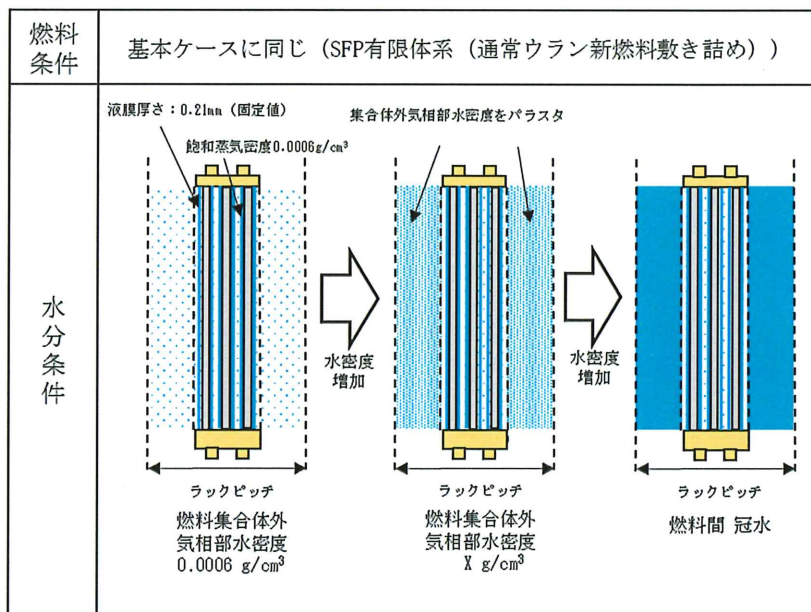 燃料
条件
基本ケースに同じ（SFP有限体系（通常ウラン新燃料敷き詰め））
水
分
条
件
液膜厚さ：0.21mm（固定値）
飽和蒸気密度0.0006g/cm³
集合体外気相部水密度をパラスタ
水密度
増加
水密度
増加
ラックピッチ
ラックピッチ
ラックピッチ
燃料集合体外
気相部水密度
0.0006 g/cm³
燃料集合体外
気相部水密度
X g/cm³
燃料間 冠水